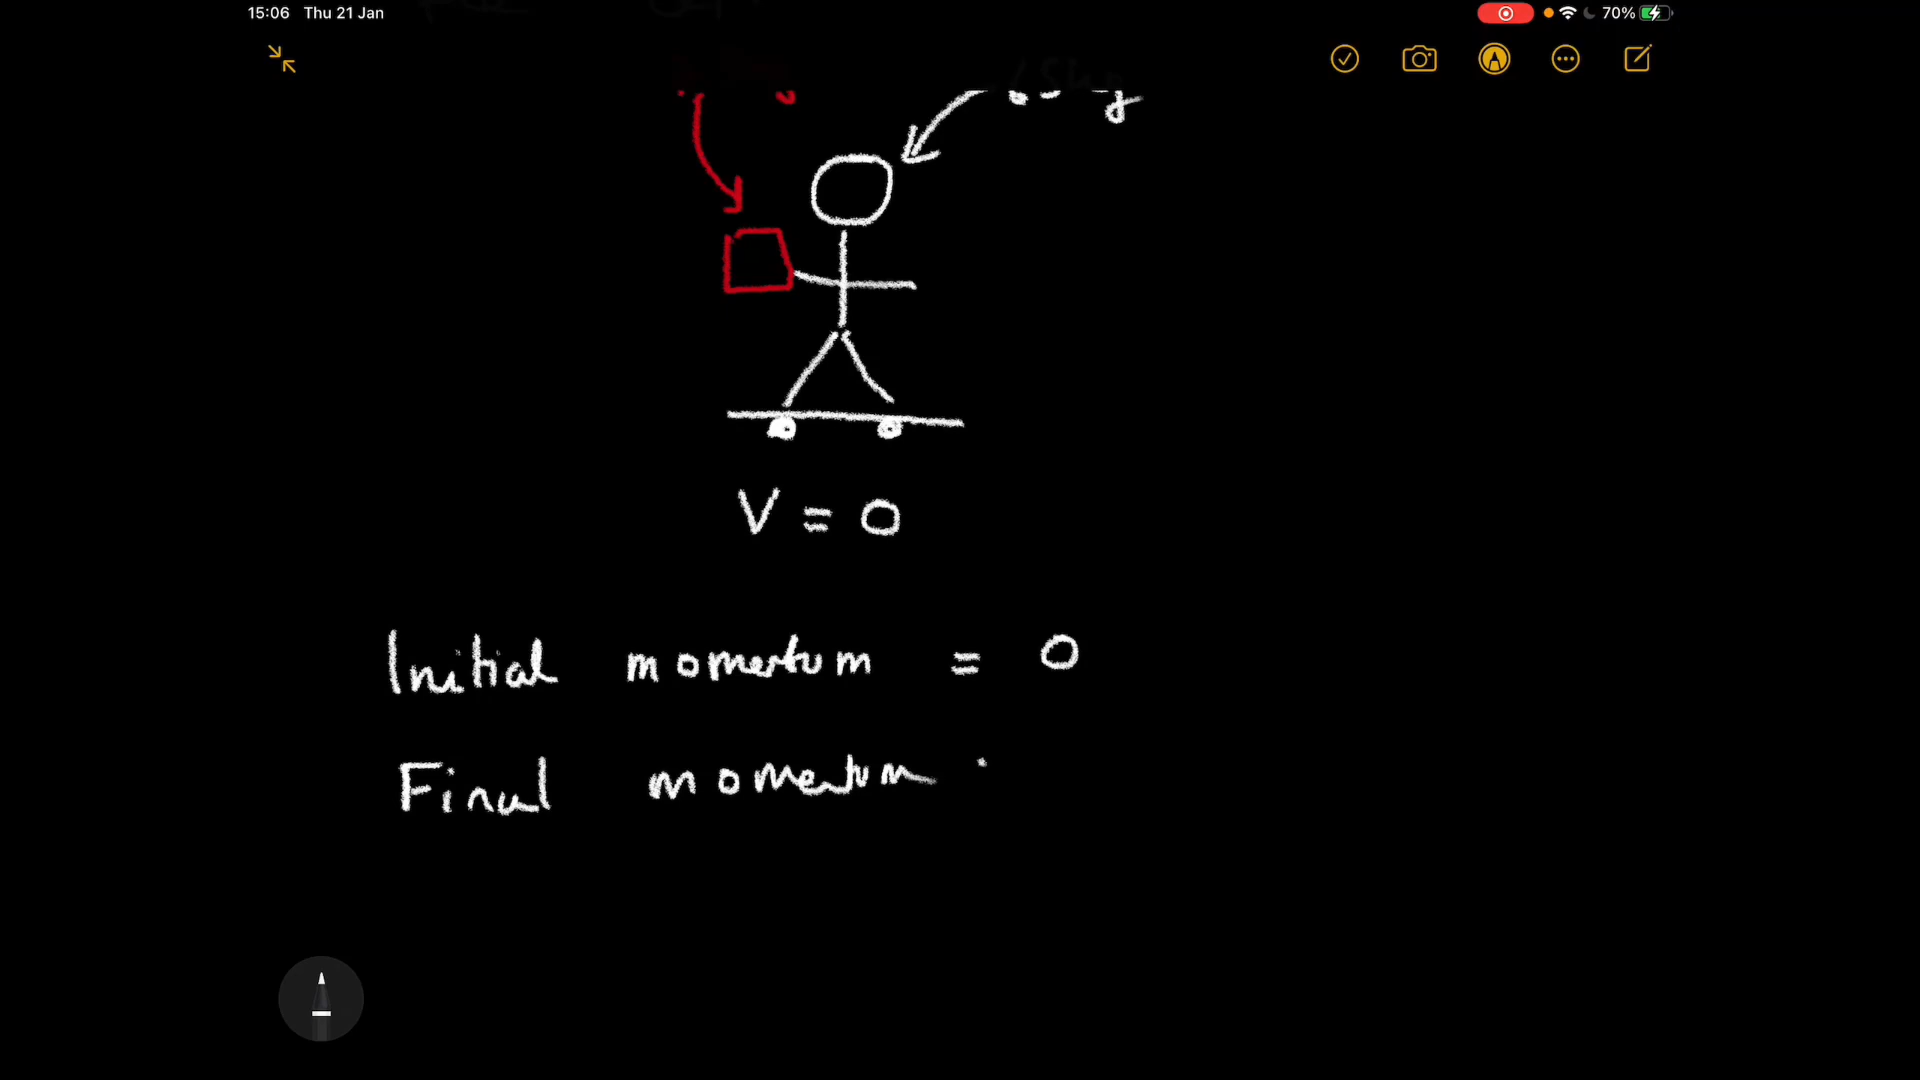 15:06 Thu 21 Jan 70%
V = 0
Initial momentum = 0
Final momentum